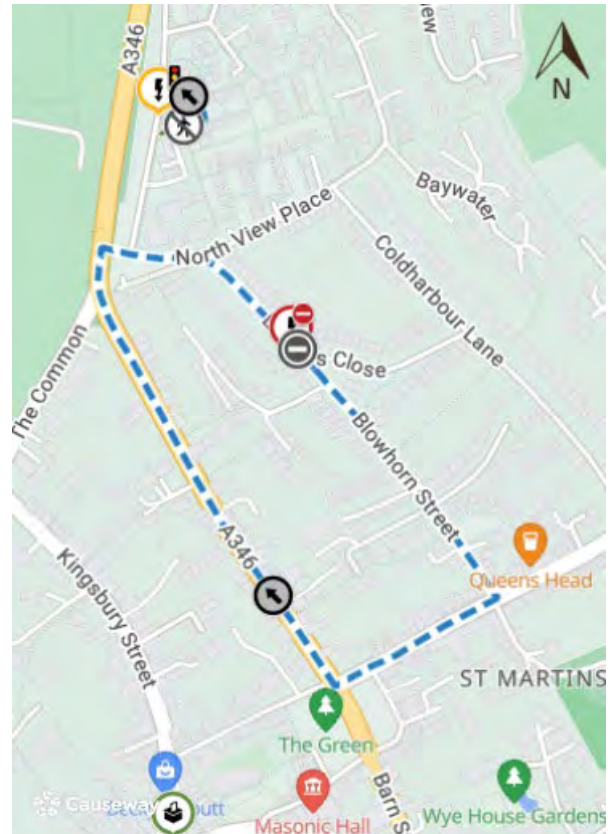 A346
N
Baywater
North View Place
Coldharbour Lane
s Close
The Common
Blowhorn Street
A346
Queens Head
Kingsbury Street
ST MARTINS
The Green
Causeway
Masonic Hall
Barn S
Wye House Gardens